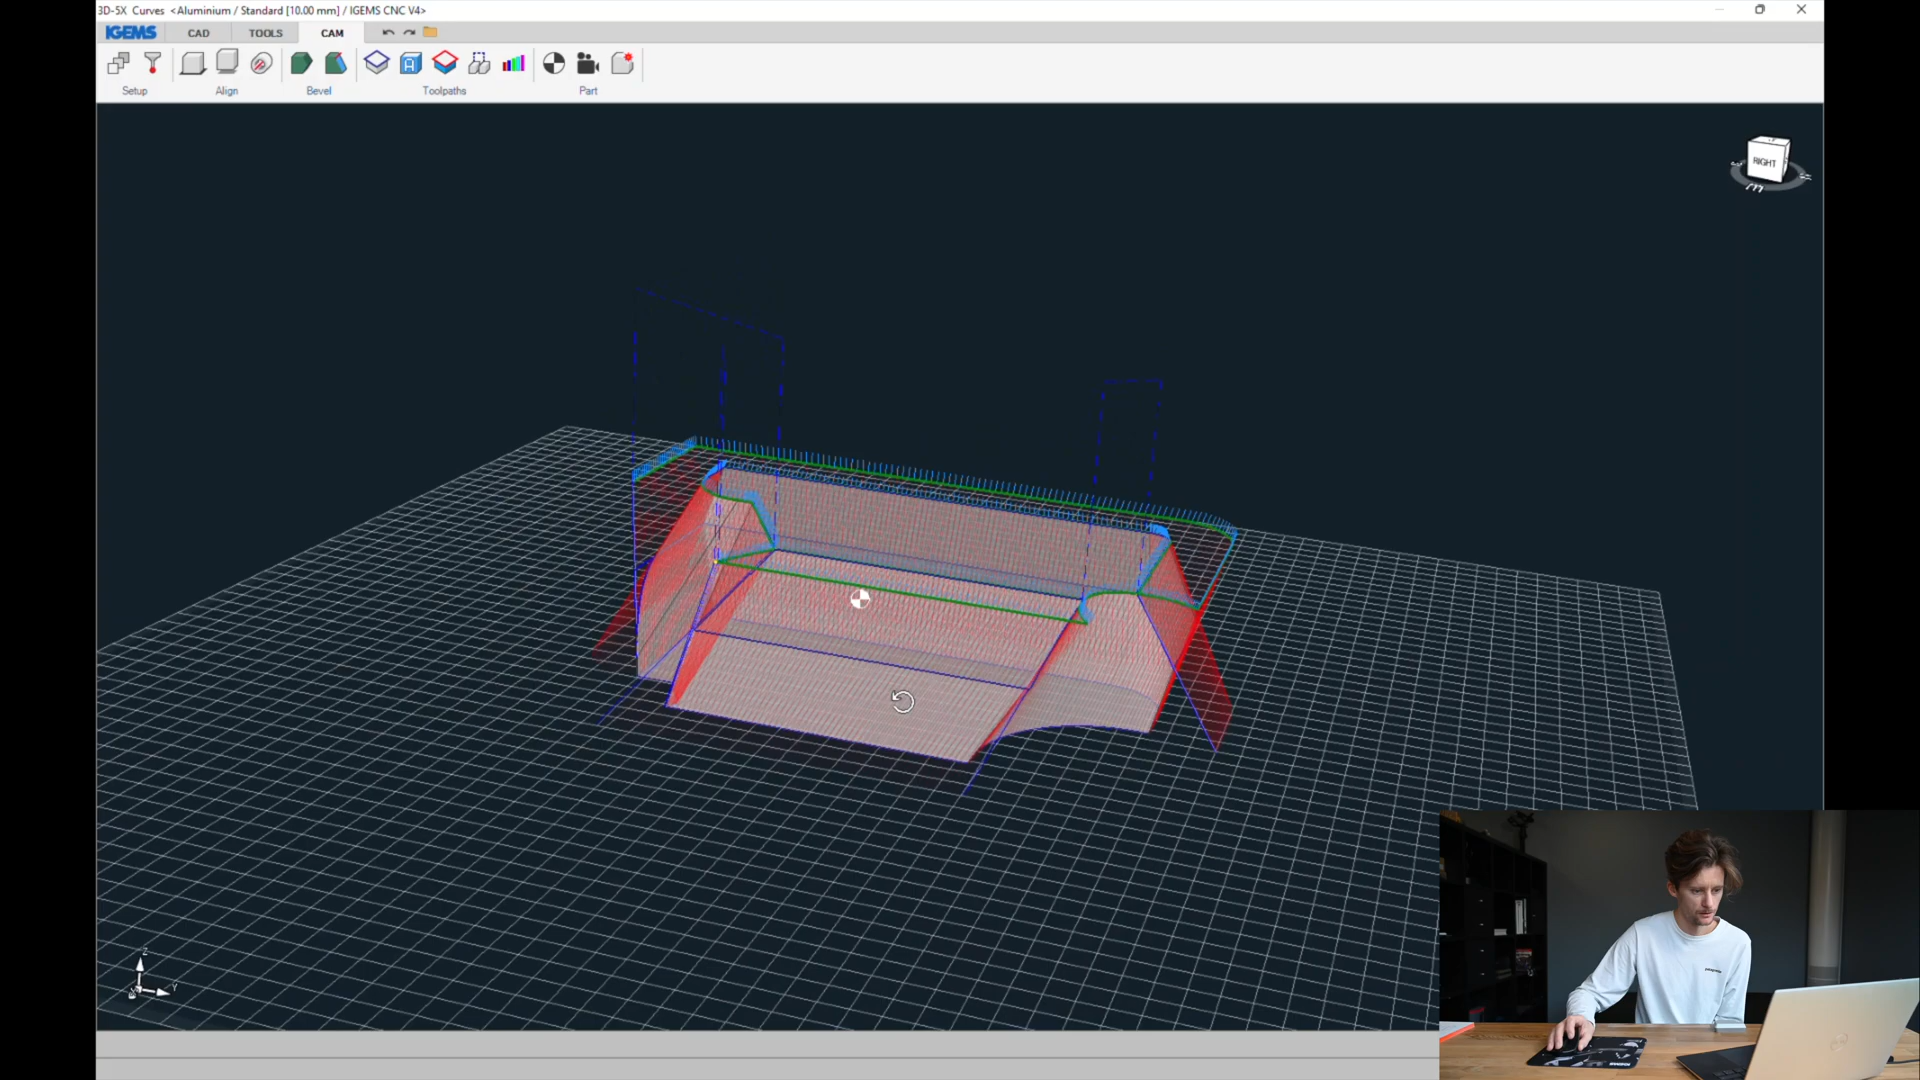 3D-5X Curves <Aluminium / Standard [10.00 mm] / IGEMS CNC V4>
IGEMS CAD TOOLS CAM
Setup Align Bevel Toolpaths Part
RIGHT
Z
Y